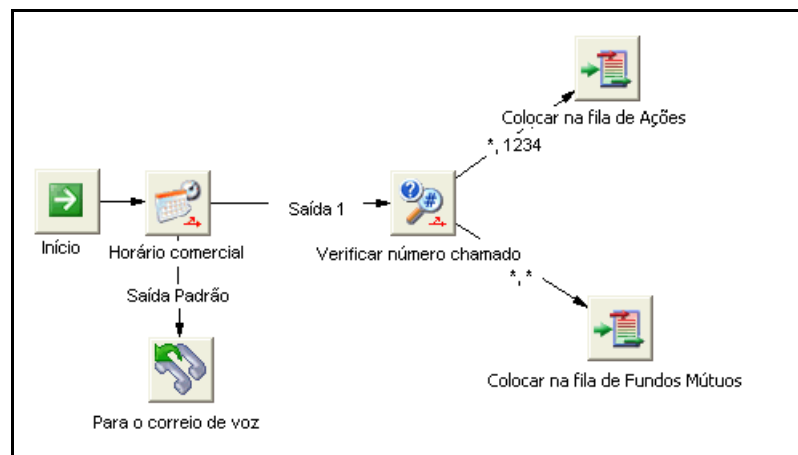 Colocar na fila de Ações
*, 1234
Início
Horário comercial
Saída 1
Verificar número chamado
*, *
Saída Padrão
Colocar na fila de Fundos Mútuos
Para o correio de voz